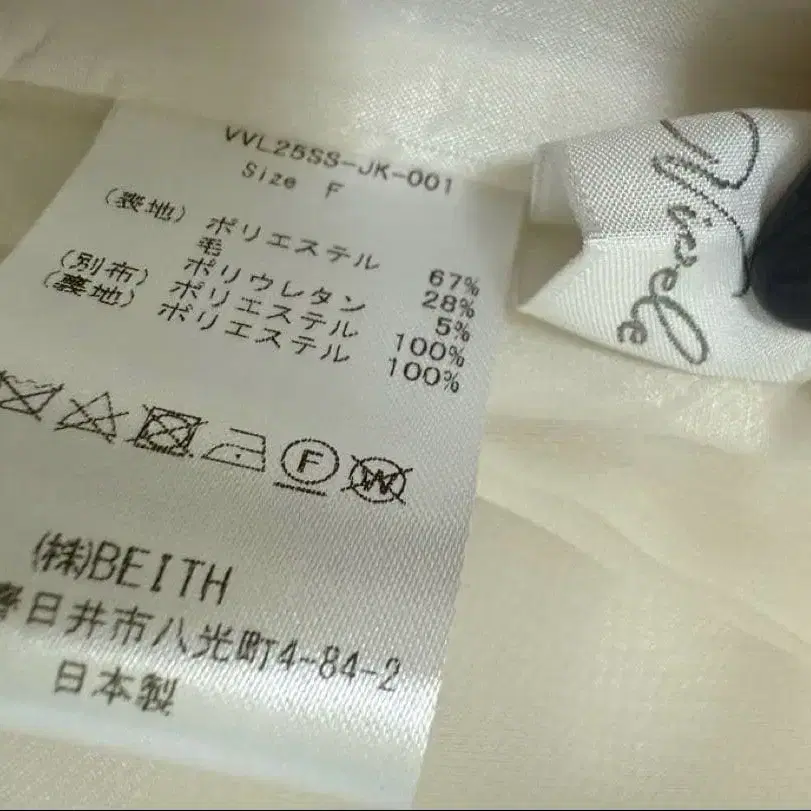 VVL25SS-JK-001
Size F
(表地) ポリエステル 67%
毛 28%
ポリウレタン 5%
(別布) ポリエステル 100%
(裏地) ポリエステル 100%
F
W
㈱BEITH
春日井市八光町4-84-2
日本製